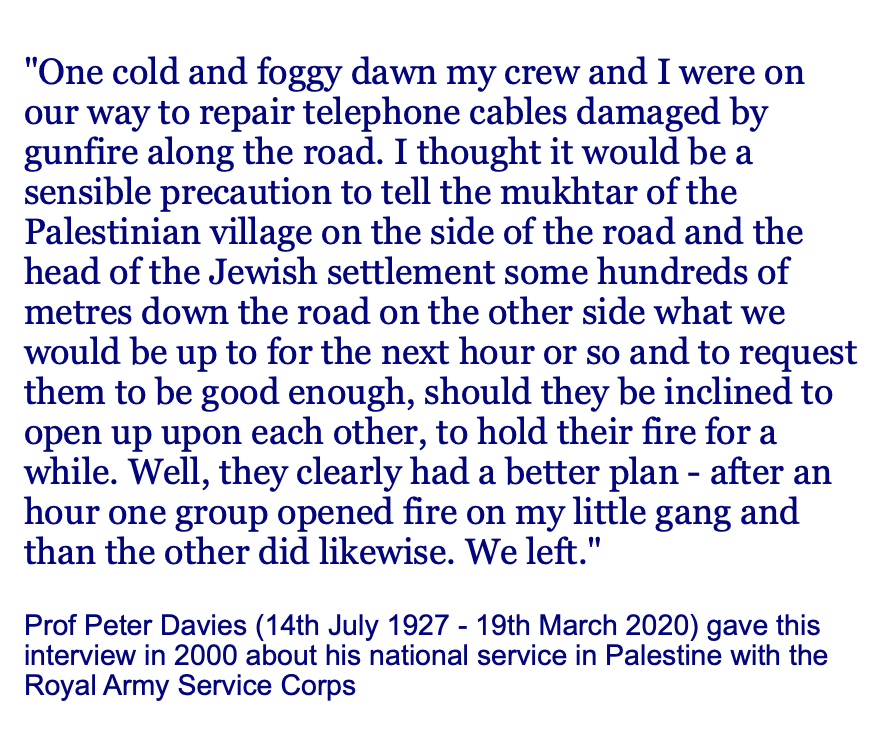 "One cold and foggy dawn my crew and I were on
our way to repair telephone cables damaged by
gunfire along the road. I thought it would be a
sensible precaution to tell the mukhtar of the
Palestinian village on the side of the road and the
head of the Jewish settlement some hundreds of
metres down the road on the other side what we
would be up to for the next hour or so and to request
them to be good enough, should they be inclined to
open up upon each other, to hold their fire for a
while. Well, they clearly had a better plan - after an
hour one group opened fire on my little gang and
than the other did likewise. We left."
Prof Peter Davies (14th July 1927 - 19th March 2020) gave this
interview in 2000 about his national service in Palestine with the
Royal Army Service Corps